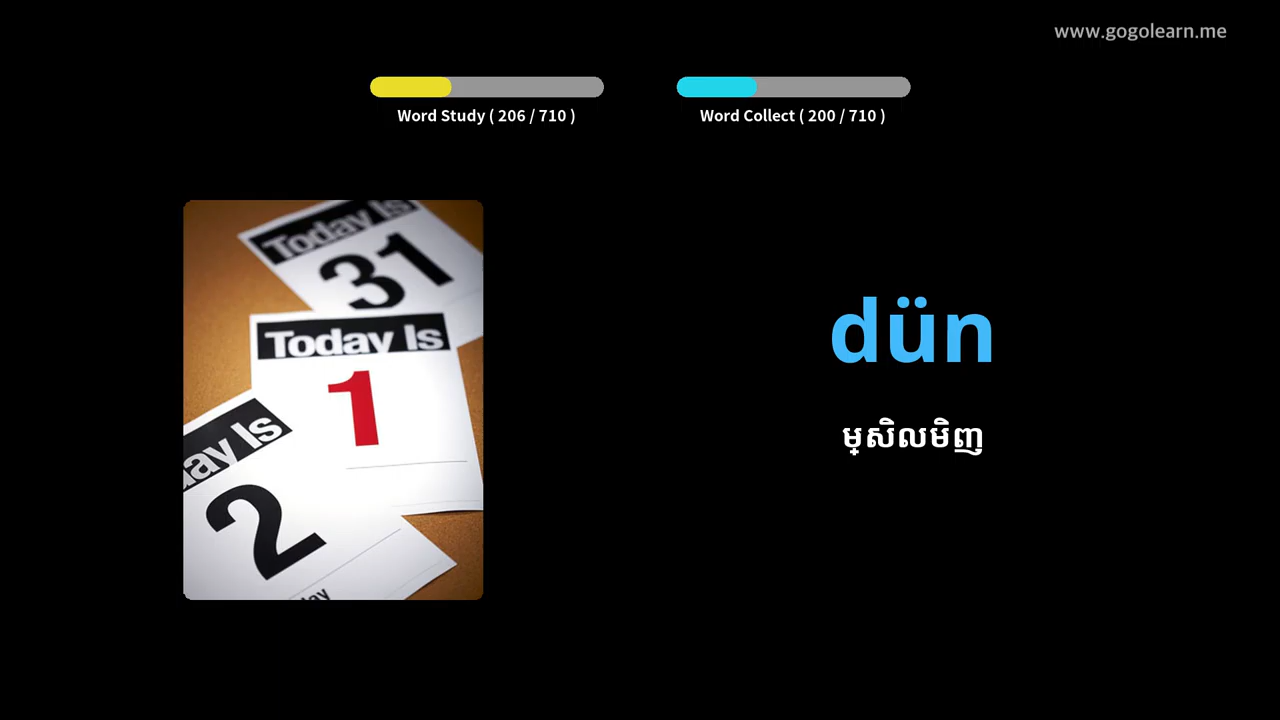 www.gogolearn.me
Word Study ( 206 / 710 )
Word Collect ( 200 / 710 )
Today Is
31
Today Is
1
ay Is
2
day
dün
ម្សិលមិញ